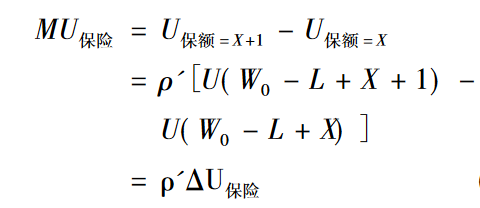 MU保险 = U保额=X+1 − U保额=X
= ρ´[U( W0 − L + X + 1) −
U( W0 − L + X) ]
= ρ´ΔU保险